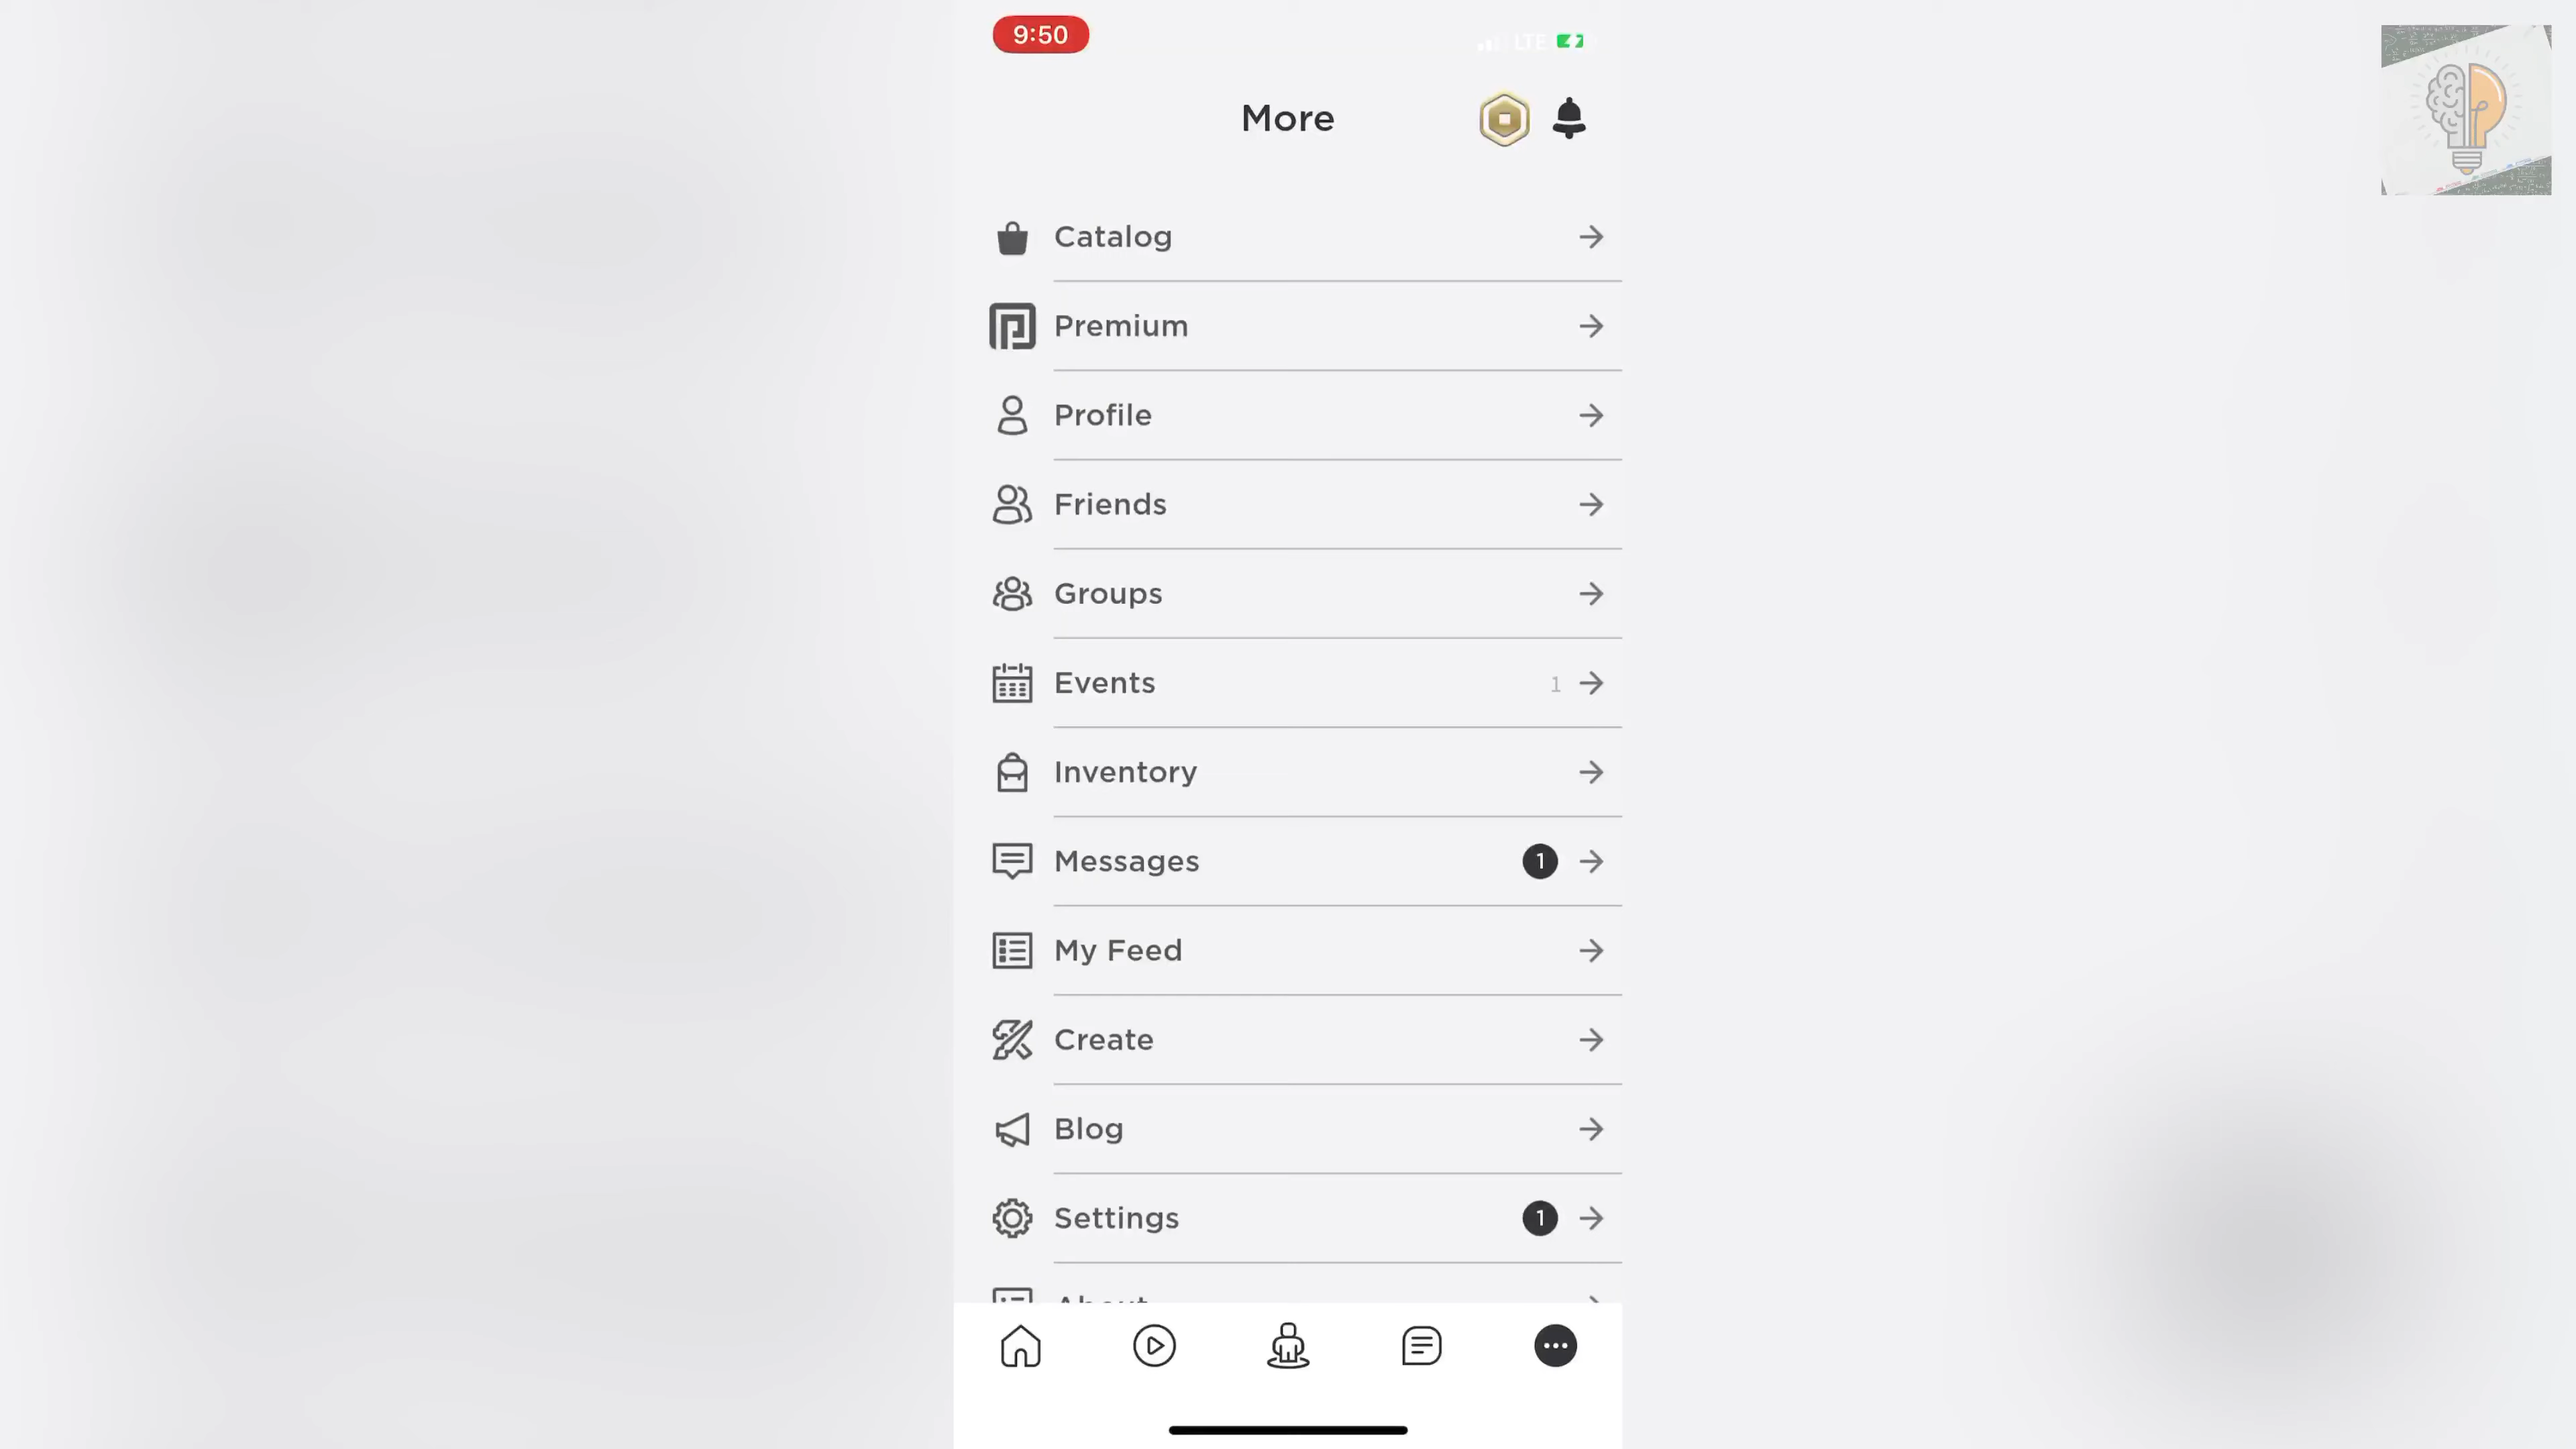 9:50
LTE
More
Catalog
Premium
Profile
Friends
Groups
Events 1
Inventory
Messages 1
My Feed
Create
Blog
Settings 1
About